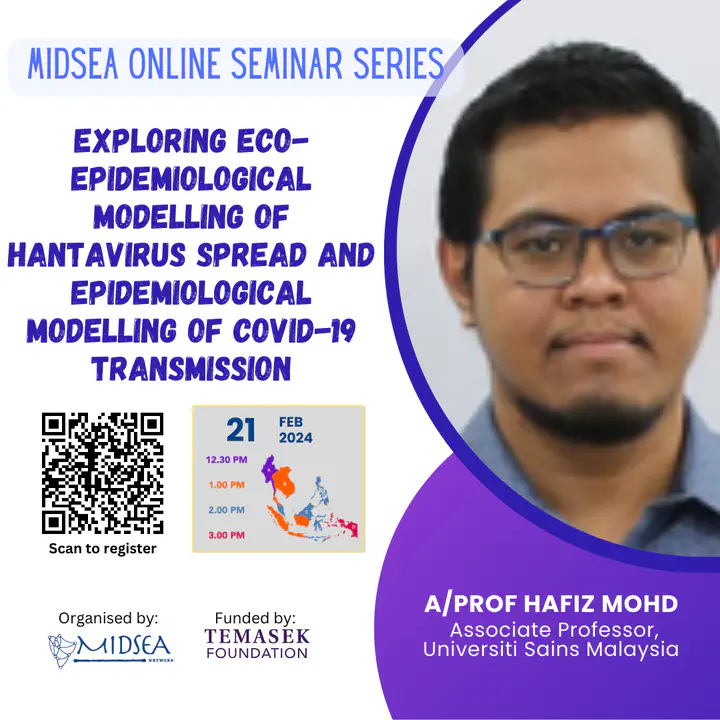 MIDSEA ONLINE SEMINAR SERIES
EXPLORING ECO-
EPIDEMIOLOGICAL
MODELLING OF
HANTAVIRUS SPREAD AND
EPIDEMIOLOGICAL
MODELLING OF COVID-19
TRANSMISSION
21 FEB
2024
12.30 PM
1.00 PM
2.00 PM
3.00 PM
Scan to register
Organised by:
MIDSEA
NETWORK
Funded by:
TEMASEK
FOUNDATION
A/PROF HAFIZ MOHD
Associate Professor,
Universiti Sains Malaysia